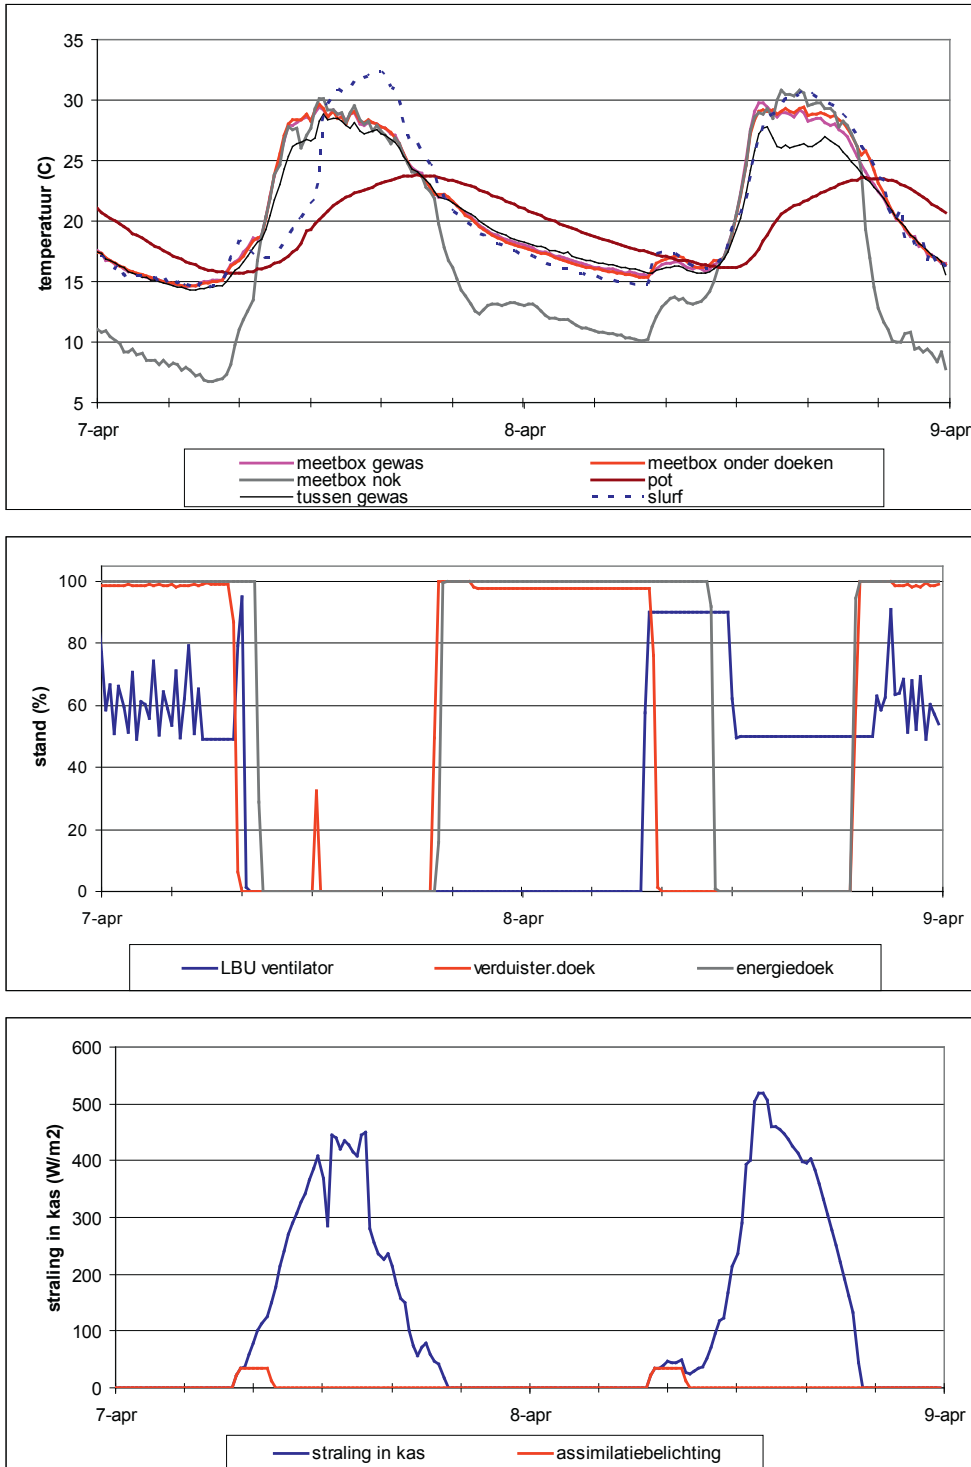 temperatuur (C)
35
30
25
20
15
10
5
7-apr 8-apr 9-apr
meetbox gewas meetbox onder doeken
meetbox nok pot
tussen gewas slurf
stand (%)
100
80
60
40
20
0
7-apr 8-apr 9-apr
LBU ventilator verduister.doek energiedoek
straling in kas (W/m2)
600
500
400
300
200
100
0
7-apr 8-apr 9-apr
straling in kas assimilatiebelichting